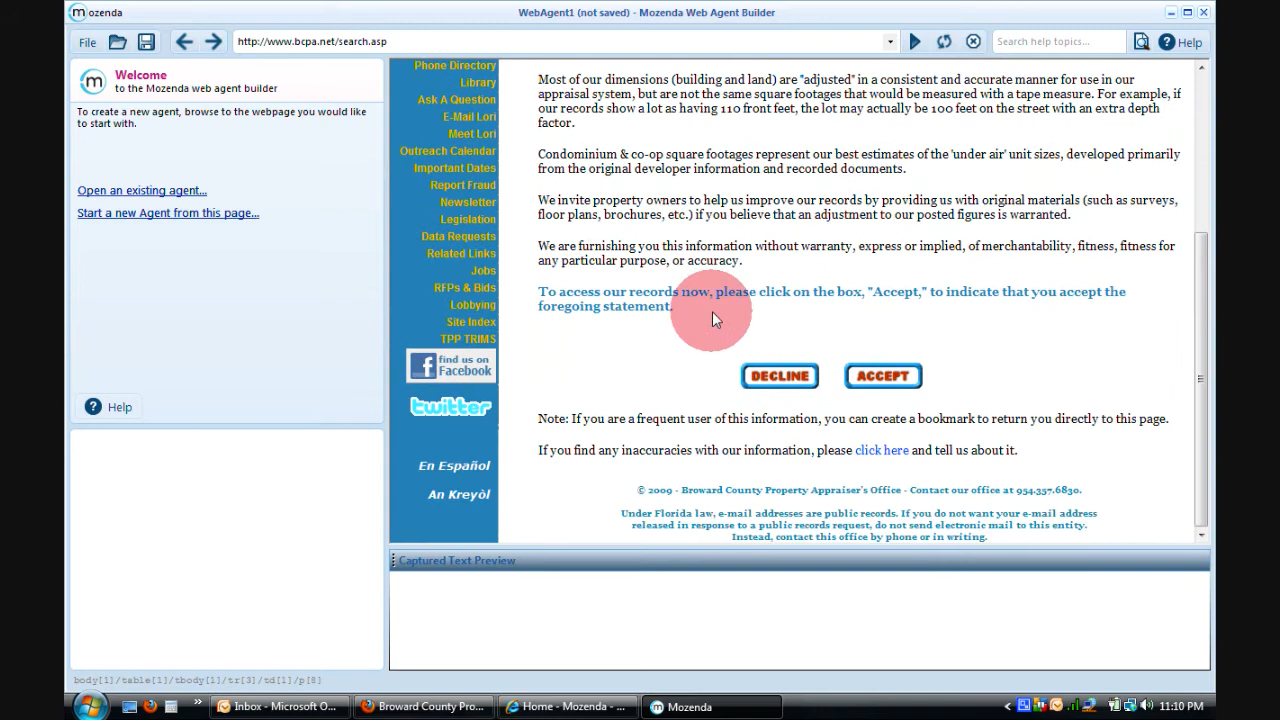 mozenda
WebAgent1 (not saved) - Mozenda Web Agent Builder
File
http://www.bcpa.net/search.asp
Search help topics...
Help
Welcome
to the Mozenda web agent builder
To create a new agent, browse to the webpage you would like
to start with.
Open an existing agent...
Start a new Agent from this page...
Help
Phone Directory
Library
Ask A Question
E-Mail Lori
Meet Lori
Outreach Calendar
Important Dates
Report Fraud
Newsletter
Legislation
Data Requests
Related Links
Jobs
RFPs & Bids
Lobbying
Site Index
TPP TRIMS
find us on
Facebook
twitter
En Español
An Kreyòl
Most of our dimensions (building and land) are "adjusted" in a consistent and accurate manner for use in our
appraisal system, but are not the same square footages that would be measured with a tape measure. For example, if
our records show a lot as having 110 front feet, the lot may actually be 100 feet on the street with an extra depth
factor.
Condominium & co-op square footages represent our best estimates of the 'under air' unit sizes, developed primarily
from the original developer information and recorded documents.
We invite property owners to help us improve our records by providing us with original materials (such as surveys,
floor plans, brochures, etc.) if you believe that an adjustment to our posted figures is warranted.
We are furnishing you this information without warranty, express or implied, of merchantability, fitness, fitness for
any particular purpose, or accuracy.
To access our records now, please click on the box, "Accept," to indicate that you accept the
foregoing statement.
DECLINE ACCEPT
Note: If you are a frequent user of this information, you can create a bookmark to return you directly to this page.
If you find any inaccuracies with our information, please click here and tell us about it.
© 2009 - Broward County Property Appraiser's Office - Contact our office at 954.357.6830.
Under Florida law, e-mail addresses are public records. If you do not want your e-mail address
released in response to a public records request, do not send electronic mail to this entity.
Instead, contact this office by phone or in writing.
Captured Text Preview
body[1]/table[1]/tbody[1]/tr[3]/td[1]/p[8]
Inbox - Microsoft O...
Broward County Pro...
Home - Mozenda - ...
Mozenda
11:10 PM